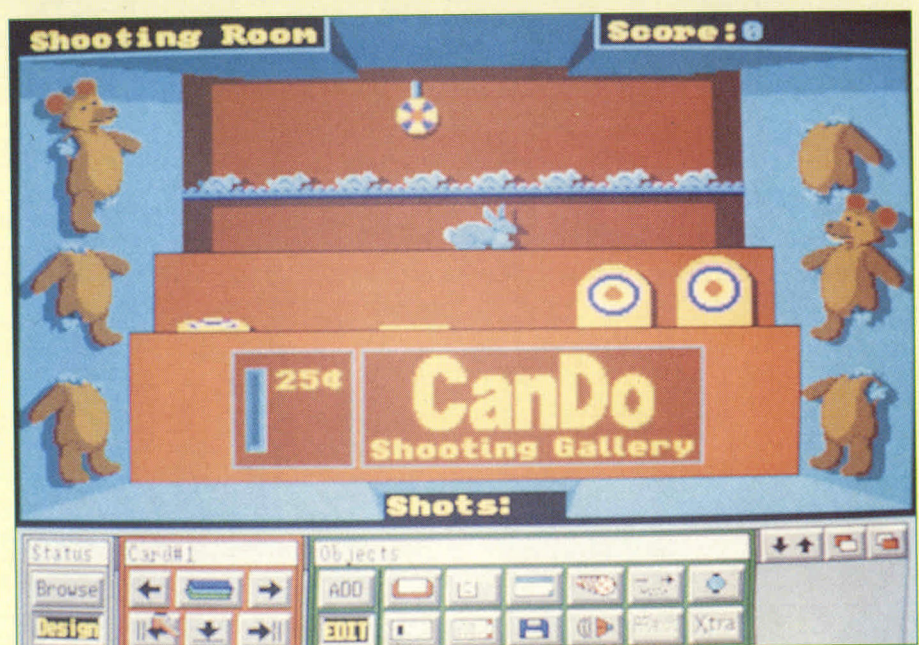 Shooting Room
Score:0
25¢
CanDo
Shooting Gallery
Shots:
Status
Card#1
Objects
Browse
ADD
Design
EDIT
Xtra